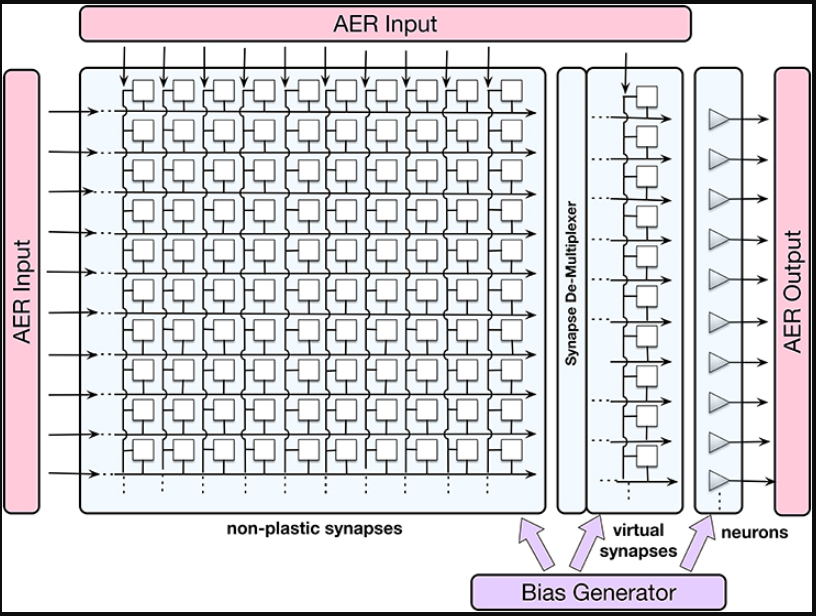 AER Input
AER Input
Synapse De-Multiplexer
AER Output
non-plastic synapses
virtual
synapses
neurons
Bias Generator